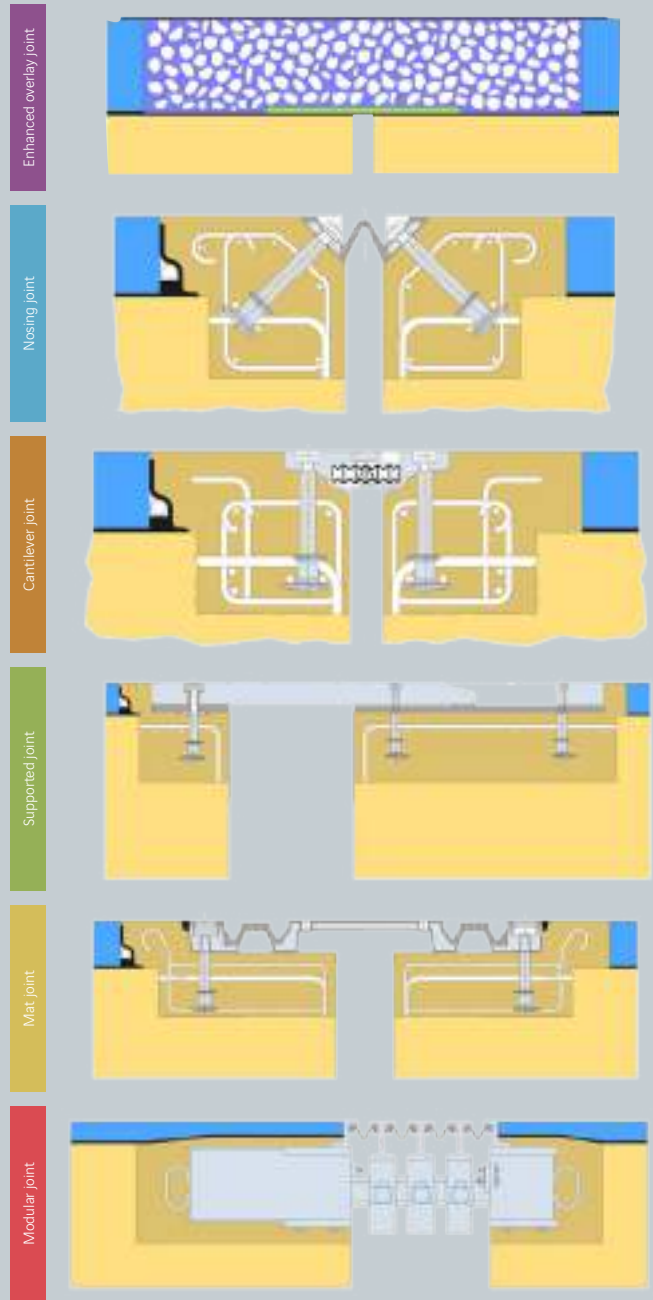 Enhanced overlay joint
Nosing joint
Cantilever joint
Supported joint
Mat joint
Modular joint